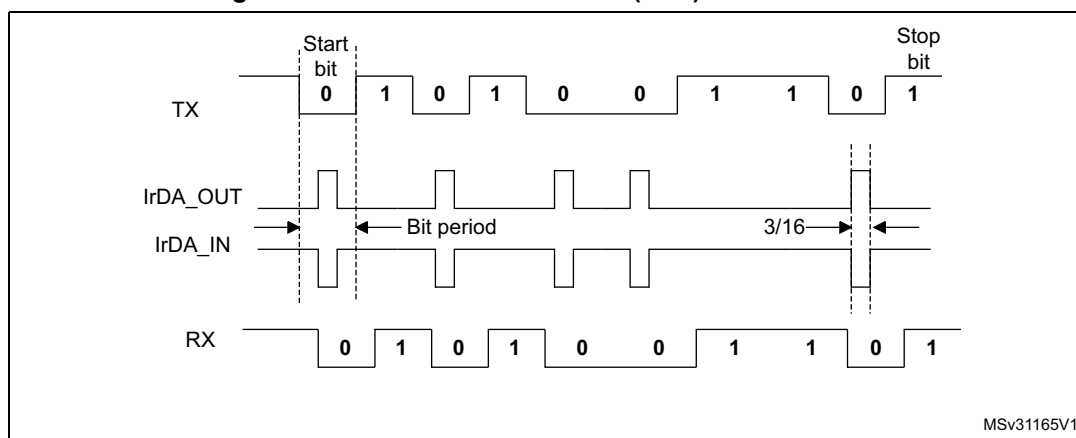 Start
bit
Stop
bit
TX
0 1 0 1 0 0 1 1 0 1
IrDA_OUT
Bit period
3/16
IrDA_IN
RX
0 1 0 1 0 0 1 1 0 1
MSv31165V1